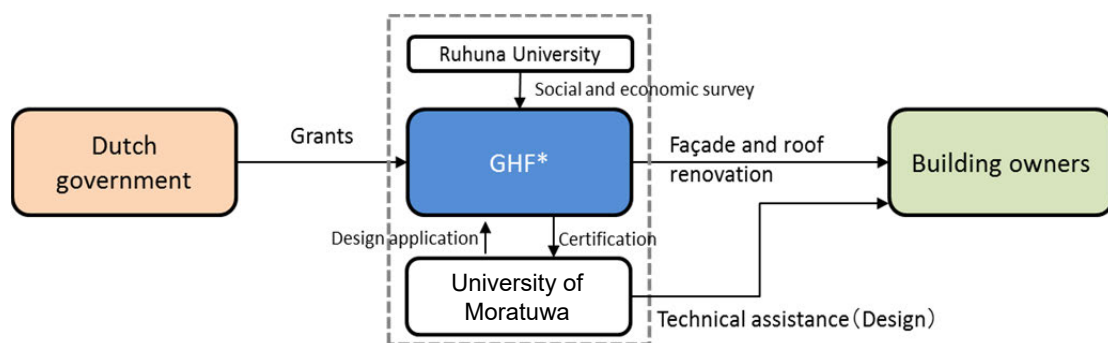 Ruhuna University
Social and economic survey
Dutch
government
Grants
GHF*
Façade and roof
renovation
Building owners
Design application
Certification
University of
Moratuwa
Technical assistance（Design）